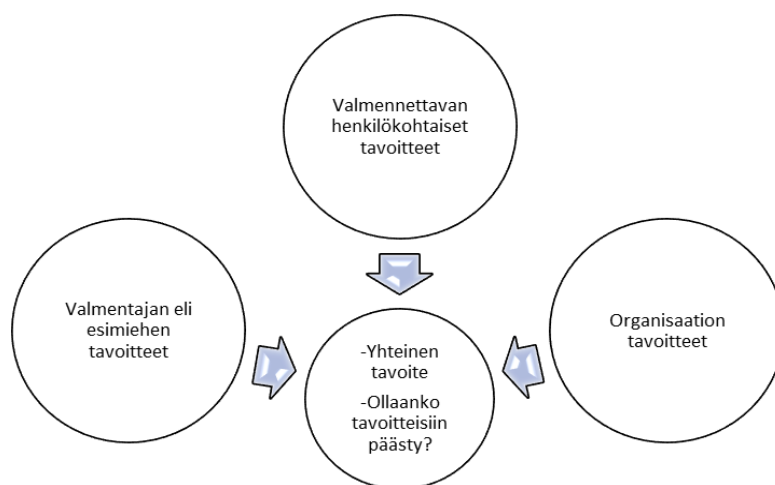 Valmennettavan
henkilökohtaiset
tavoitteet
Valmentajan eli
esimiehen
tavoitteet
-Yhteinen
tavoite
-Ollaanko
tavoitteisiin
päästy?
Organisaation
tavoitteet